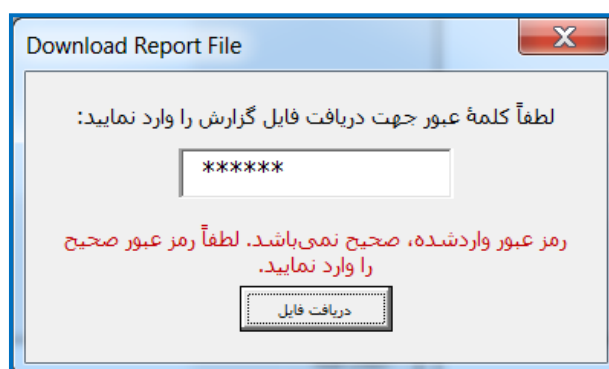 Download Report File
لطفاً کلمهٔ عبور جهت دریافت فایل گزارش را وارد نمایید:
******
رمز عبور واردشده، صحیح نمی‌باشد. لطفاً رمز عبور صحیح
را وارد نمایید.
دریافت فایل